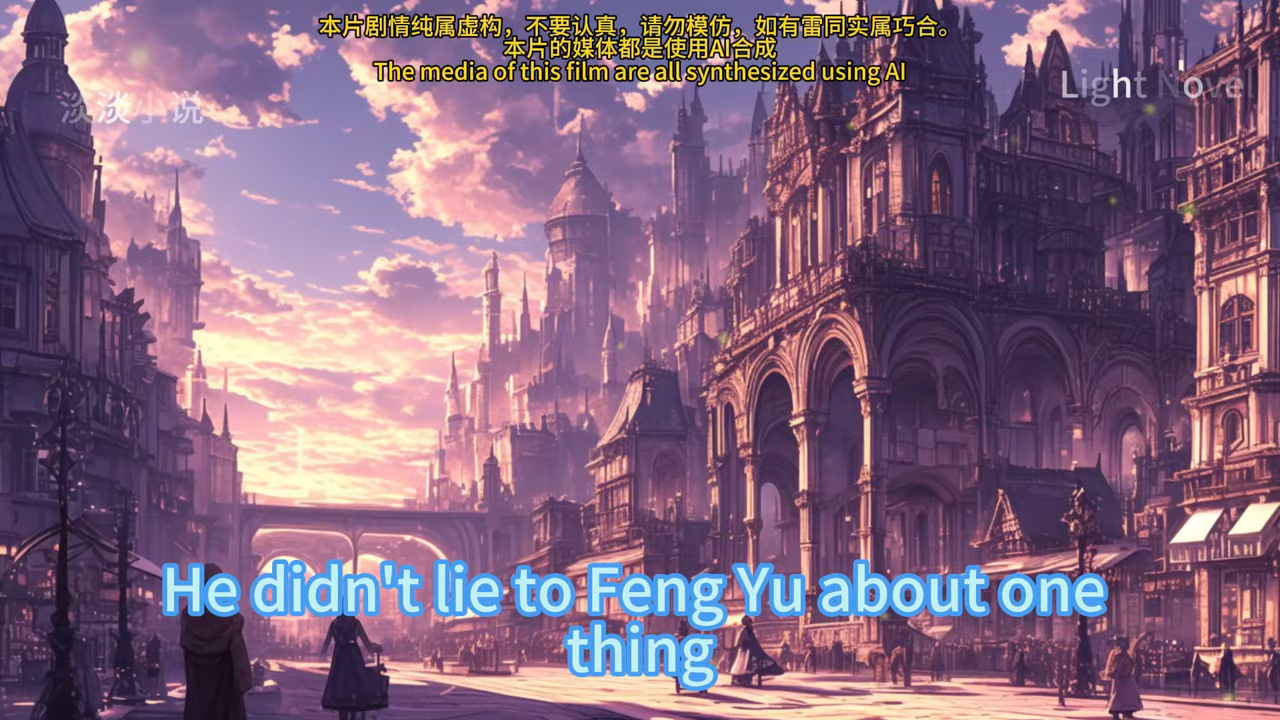 本片剧情纯属虚构，不要认真，请勿模仿，如有雷同实属巧合。
本片的媒体都是使用AI合成
The media of this film are all synthesized using AI
淡淡小说
Light Novel
He didn't lie to Feng Yu about one
thing